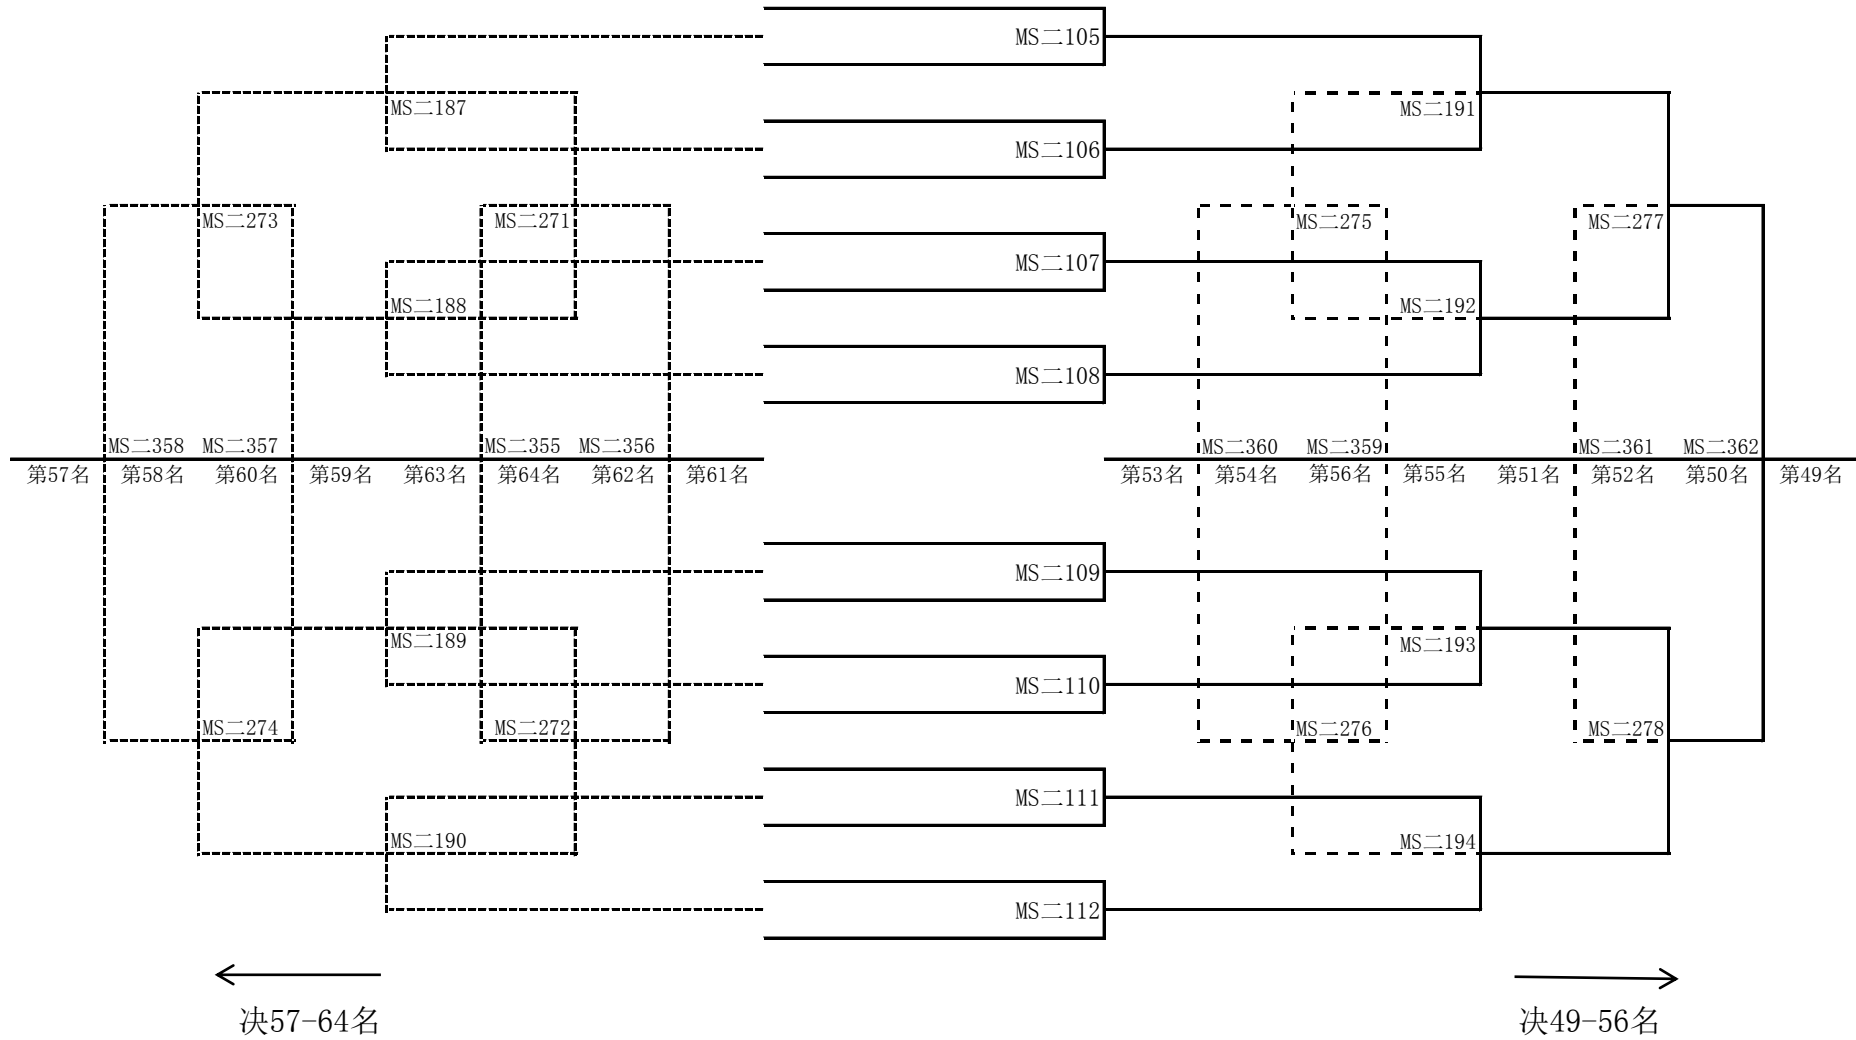 MS二105
MS二187 MS二191
MS二106
MS二273 MS二271 MS二275 MS二277
MS二107
MS二188 MS二192
MS二108
MS二358 MS二357 MS二355 MS二356 MS二360 MS二359 MS二361 MS二362
第57名 第58名 第60名 第59名 第63名 第64名 第62名 第61名 第53名 第54名 第56名 第55名 第51名 第52名 第50名 第49名
MS二109
MS二189 MS二193
MS二110
MS二274 MS二272 MS二276 MS二278
MS二111
MS二190 MS二194
MS二112
决57-64名 决49-56名